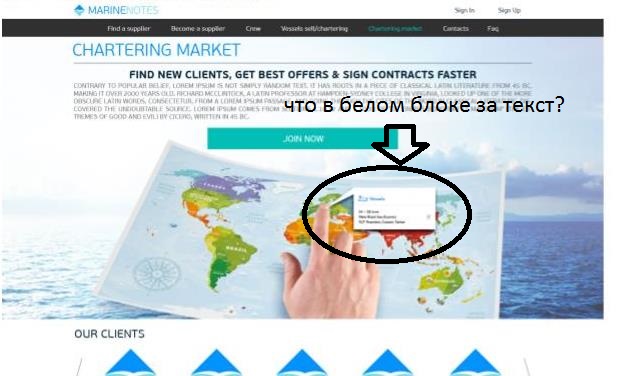 MARINENOTES
Sign In Sign Up
Find a supplier Become a supplier Crew Vessels sell/chartering Chartering market Contacts Faq
CHARTERING MARKET
FIND NEW CLIENTS, GET BEST OFFERS & SIGN CONTRACTS FASTER
CONTRARY TO POPULAR BELIEF, LOREM IPSUM IS NOT SIMPLY RANDOM TEXT. IT HAS ROOTS IN A PIECE OF CLASSICAL LATIN LITERATURE FROM 45 BC,
MAKING IT OVER 2000 YEARS OLD. RICHARD MCCLINTOCK, A LATIN PROFESSOR AT HAMPDEN-SYDNEY COLLEGE IN VIRGINIA, LOOKED UP ONE OF THE MORE
OBSCURE LATIN WORDS, CONSECTETUR, FROM A LOREM IPSUM
COVERED THE UNDOUBTABLE SOURCE. LOREM IPSUM COMES FROM
TREMES OF GOOD AND EVIL) BY CICERO, WRITTEN IN 45 BC.
что в белом блоке за текст?
JOIN NOW
Vessels
CANADA
BRAZIL
OUR CLIENTS